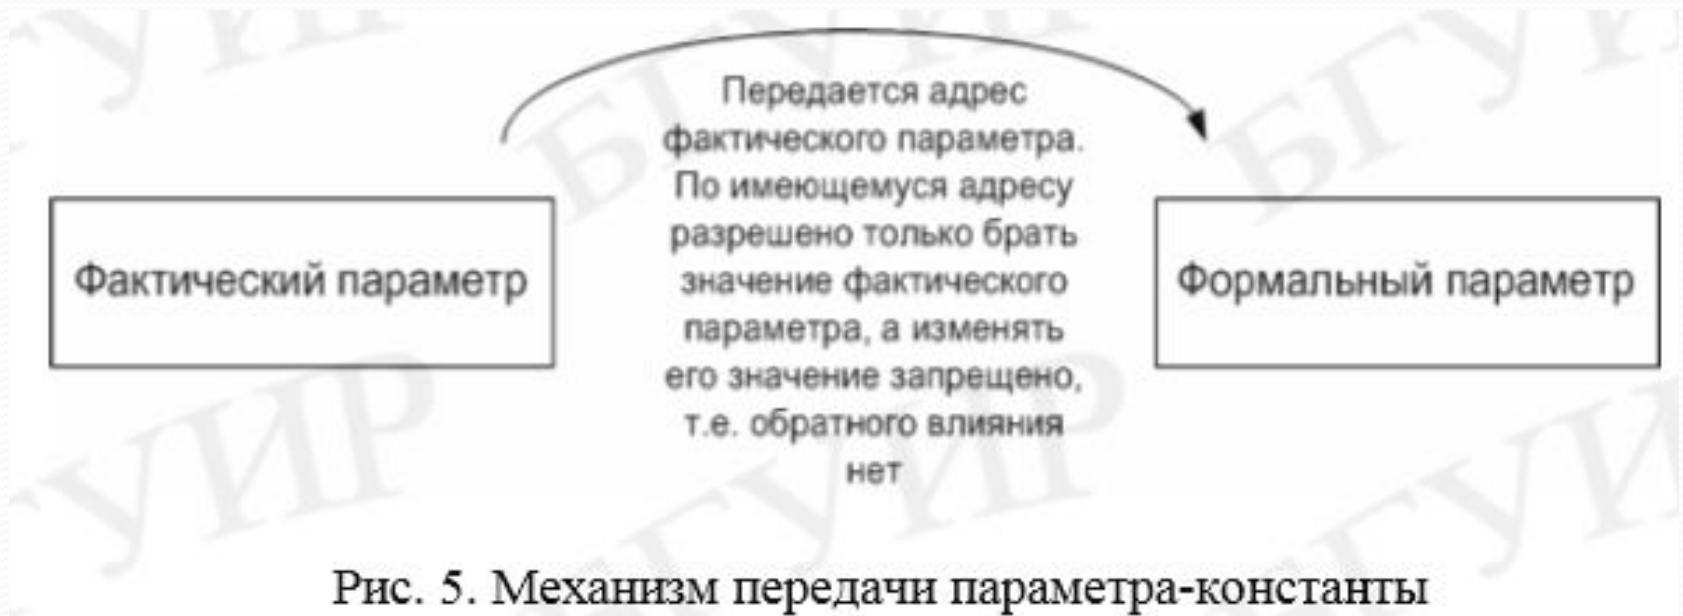 Передается адрес
фактического параметра.
По имеющемуся адресу
разрешено только брать
значение фактического
параметра, а изменять
его значение запрещено,
т.е. обратного влияния
нет
Фактический параметр
Формальный параметр
Рис. 5. Механизм передачи параметра-константы
БГУИР